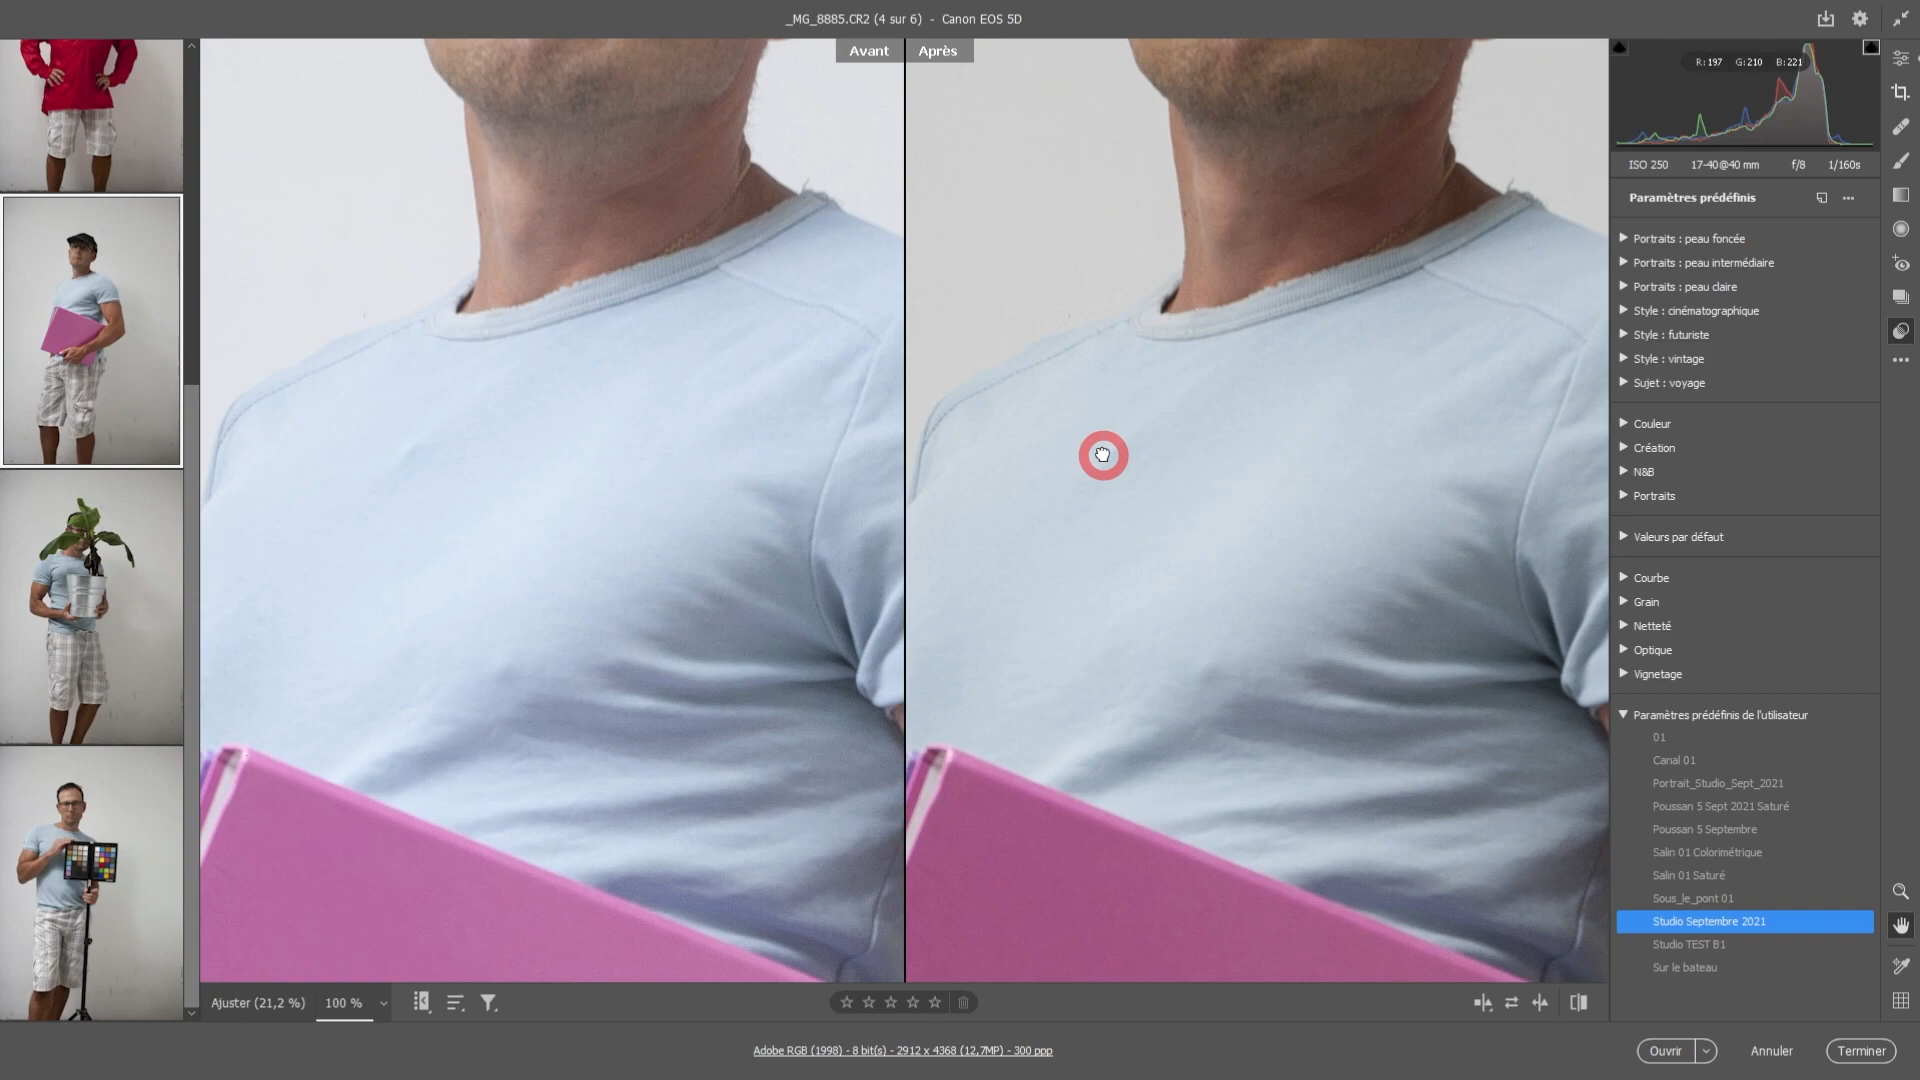 _MG_8885.CR2 (4 sur 6) - Canon EOS 5D
Avant
Après
R:197 G:210 B:221
ISO 250 17-40@40 mm f/8 1/160s
Paramètres prédéfinis
Portraits : peau foncée
Portraits : peau intermédiaire
Portraits : peau claire
Style : cinématographique
Style : futuriste
Style : vintage
Sujet : voyage
Couleur
Création
N&B
Portraits
Valeurs par défaut
Courbe
Grain
Netteté
Optique
Vignetage
Paramètres prédéfinis de l'utilisateur
01
Canal 01
Portrait_Studio_Sept_2021
Poussan 5 Sept 2021 Saturé
Poussan 5 Septembre
Salin 01 Colorimétrique
Salin 01 Saturé
Sous_le_pont 01
Studio Septembre 2021
Studio TEST B1
Sur le bateau
Ajuster (21,2 %) 100 %
Adobe RGB (1998) - 8 bit(s) - 2912 x 4368 (12,7MP) - 300 ppp
Ouvrir
Annuler
Terminer